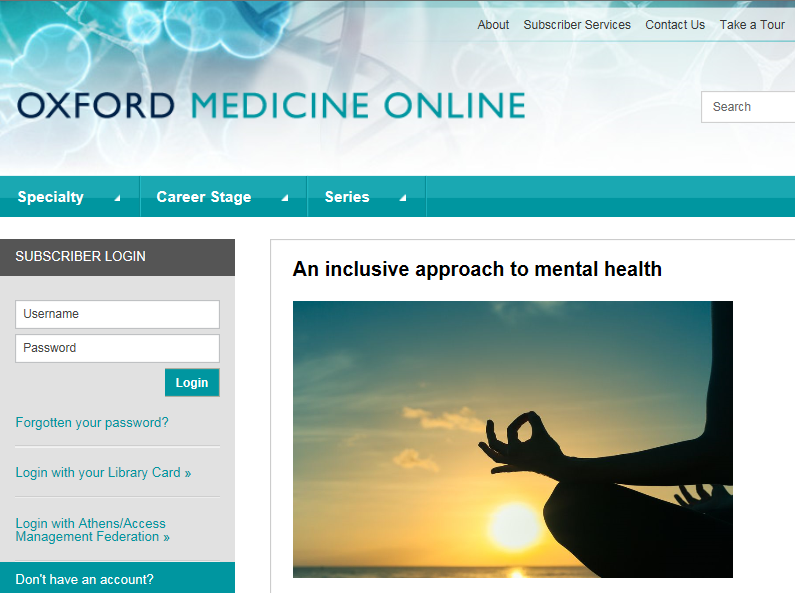 About Subscriber Services Contact Us Take a Tour
OXFORD MEDICINE ONLINE
Search
Specialty Career Stage Series
SUBSCRIBER LOGIN
Username
Password
Login
Forgotten your password?
Login with your Library Card »
Login with Athens/Access
Management Federation »
Don't have an account?
An inclusive approach to mental health